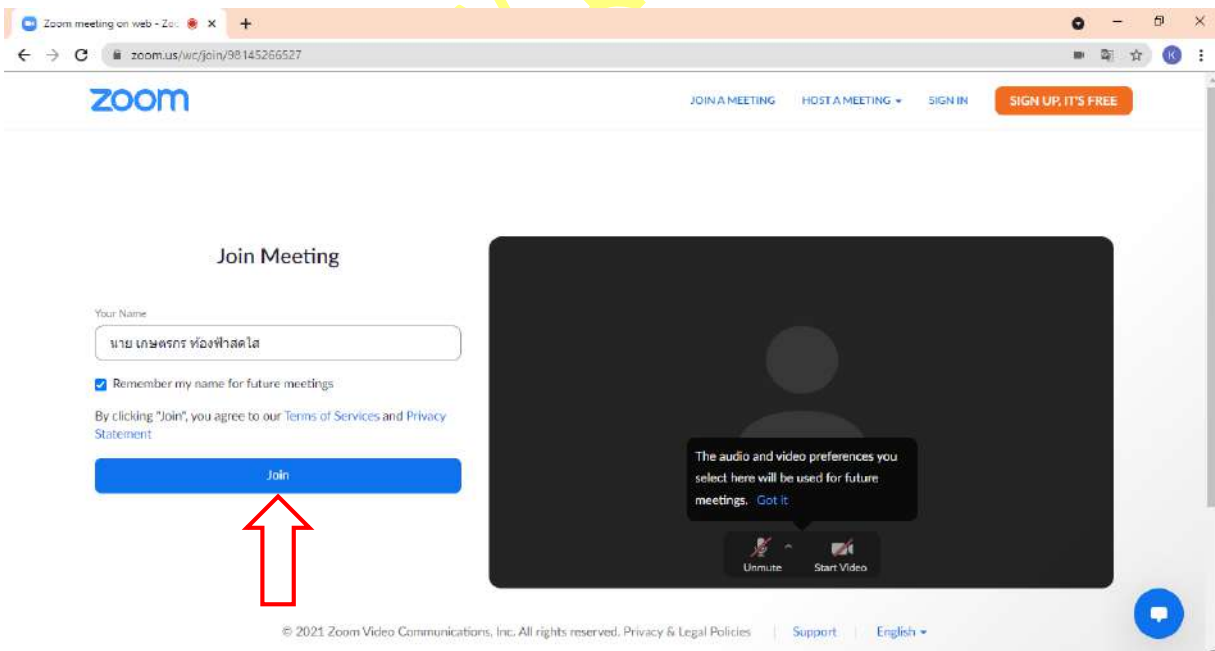 Zoom meeting on web - Zoo
zoom.us/wc/join/98145266527
K
zoom
JOIN A MEETING
HOST A MEETING
SIGN IN
SIGN UP, IT'S FREE
Join Meeting
Your Name
นาย เกษตรกร ท้องฟ้าสดใส
Remember my name for future meetings
By clicking "Join", you agree to our Terms of Services and Privacy
Statement
Join
The audio and video preferences you
select here will be used for future
meetings. Got it
Unmute
Start Video
© 2021 Zoom Video Communications, Inc. All rights reserved. Privacy & Legal Policies
Support
English